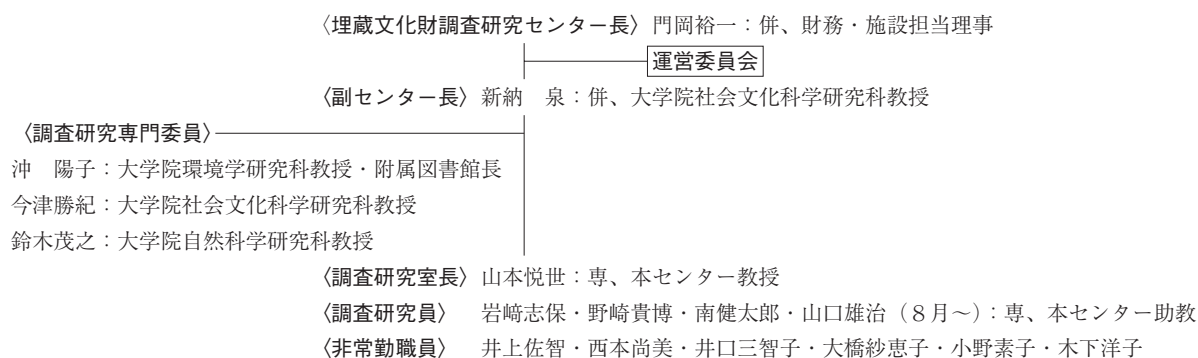 〈埋蔵文化財調査研究センター長〉門岡裕一：併、財務・施設担当理事
運営委員会
〈副センター長〉新納　泉：併、大学院社会文化科学研究科教授
〈調査研究専門委員〉
沖　陽子：大学院環境学研究科教授・附属図書館長
今津勝紀：大学院社会文化科学研究科教授
鈴木茂之：大学院自然科学研究科教授
〈調査研究室長〉山本悦世：専、本センター教授
〈調査研究員〉　岩﨑志保・野崎貴博・南健太郎・山口雄治（８月～）：専、本センター助教
〈非常勤職員〉　井上佐智・西本尚美・井口三智子・大橋紗恵子・小野素子・木下洋子